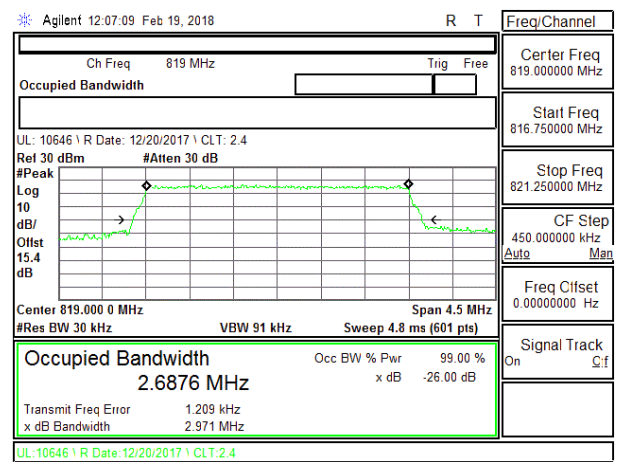 Agilent 12:07:09 Feb 19, 2018 R T
Ch Freq 819 MHz Trig Free
Occupied Bandwidth
UL: 10646 \ R Date: 12/20/2017 \ CLT: 2.4
Ref 30 dBm #Atten 30 dB
#Peak
Log
10
dB/
Offst
15.4
dB
Center 819.000 0 MHz Span 4.5 MHz
#Res BW 30 kHz VBW 91 kHz Sweep 4.8 ms (601 pts)
Occupied Bandwidth Occ BW % Pwr 99.00 %
2.6876 MHz x dB -26.00 dB
Transmit Freq Error 1.209 kHz
x dB Bandwidth 2.971 MHz
UL:10646 \ R Date:12/20/2017 \ CLT:2.4
Freq/Channel
Center Freq
819.000000 MHz
Start Freq
816.750000 MHz
Stop Freq
821.250000 MHz
CF Step
450.000000 kHz
Auto Man
Freq Offset
0.00000000 Hz
Signal Track
On Off